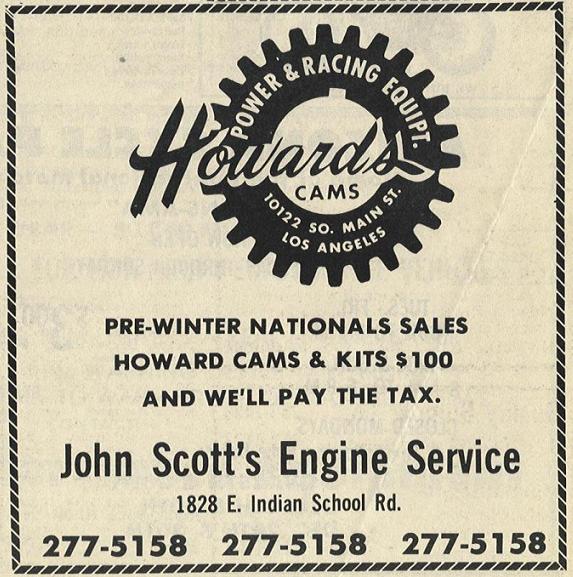 POWER & RACING EQUIPT.
Howard's
CAMS
10122 SO. MAIN ST.
LOS ANGELES
PRE-WINTER NATIONALS SALES
HOWARD CAMS & KITS $100
AND WE'LL PAY THE TAX.
John Scott's Engine Service
1828 E. Indian School Rd.
277-5158 277-5158 277-5158